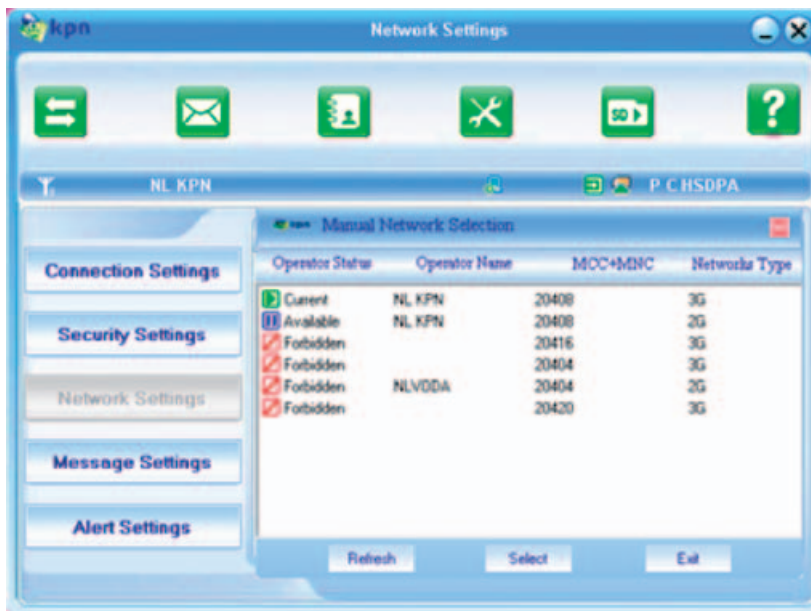 kpn Network Settings
SD
?
NL KPN P C HSDPA
Manual Network Selection
Operator Status Operator Name MCC+MNC Networks Type
Connection Settings
Security Settings
Network Settings
Message Settings
Alert Settings
Current NL KPN 20408 3G
Available NL KPN 20408 2G
Forbidden 20416 3G
Forbidden 20404 3G
Forbidden NLVODA 20404 2G
Forbidden 20420 3G
Refresh Select Exit